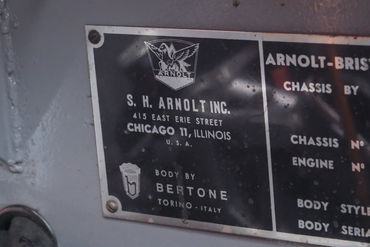 ARNOLT
S. H. ARNOLT INC.
415 EAST ERIE STREET
CHICAGO 11, ILLINOIS
U. S. A.
b
BODY BY
BERTONE
TORINO - ITALY
ARNOLT-BRIST
CHASSIS BY
CHASSIS Nº
ENGINE Nº
BODY STYL
BODY SERIA